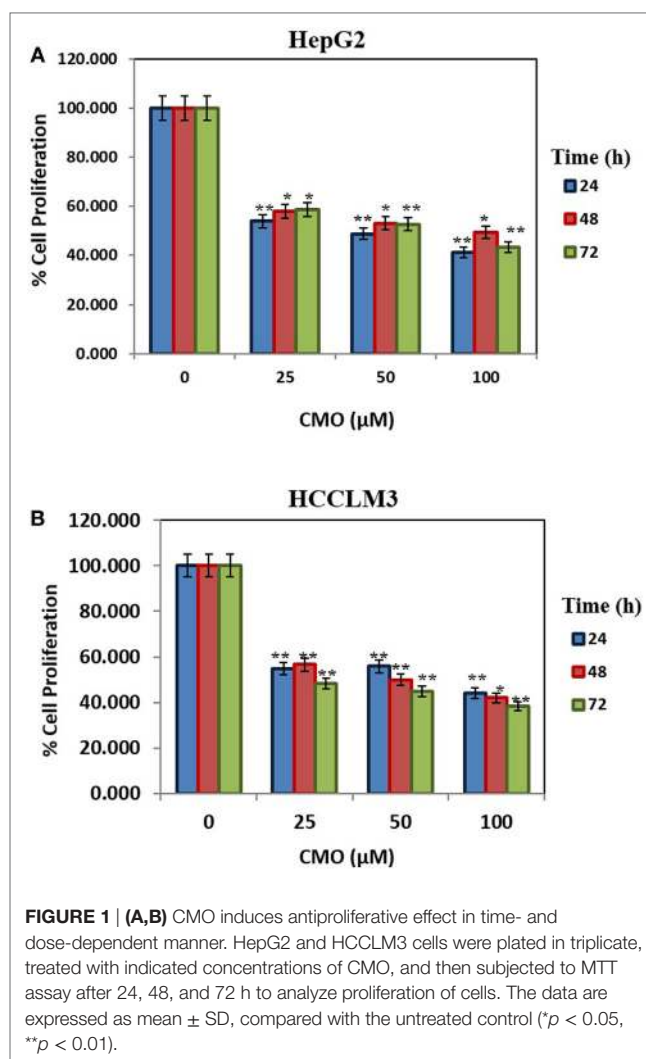 HepG2
A
120.000
100.000
80.000
60.000
40.000
20.000
0.000
% Cell Proliferation
** * *
** * **
** * **
0 25 50 100
CMO (µM)
Time (h)
24
48
72
HCCLM3
B
120.000
100.000
80.000
60.000
40.000
20.000
0.000
% Cell Proliferation
** ** **
** ** **
** * **
0 25 50 100
CMO (µM)
Time (h)
24
48
72
FIGURE 1 | (A,B) CMO induces antiproliferative effect in time- and
dose-dependent manner. HepG2 and HCCLM3 cells were plated in triplicate,
treated with indicated concentrations of CMO, and then subjected to MTT
assay after 24, 48, and 72 h to analyze proliferation of cells. The data are
expressed as mean ± SD, compared with the untreated control (*p < 0.05,
**p < 0.01).